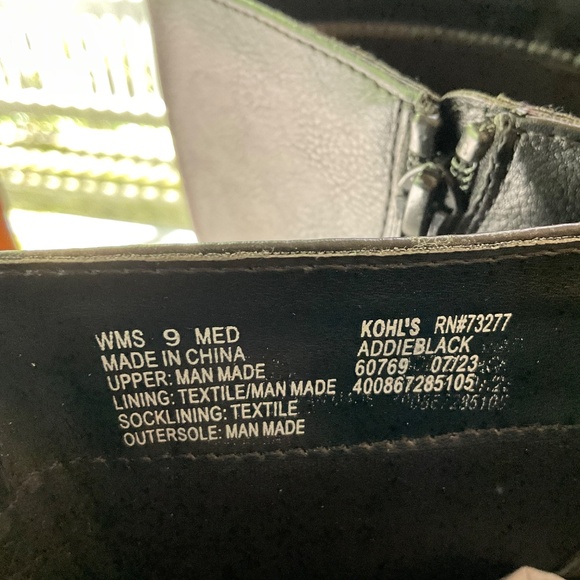 WMS 9 MED
MADE IN CHINA
UPPER: MAN MADE
LINING: TEXTILE/MAN MADE
SOCKLINING: TEXTILE
OUTERSOLE: MAN MADE
KOHL'S RN#73277
ADDIEBLACK
60769 07/23
400867285105